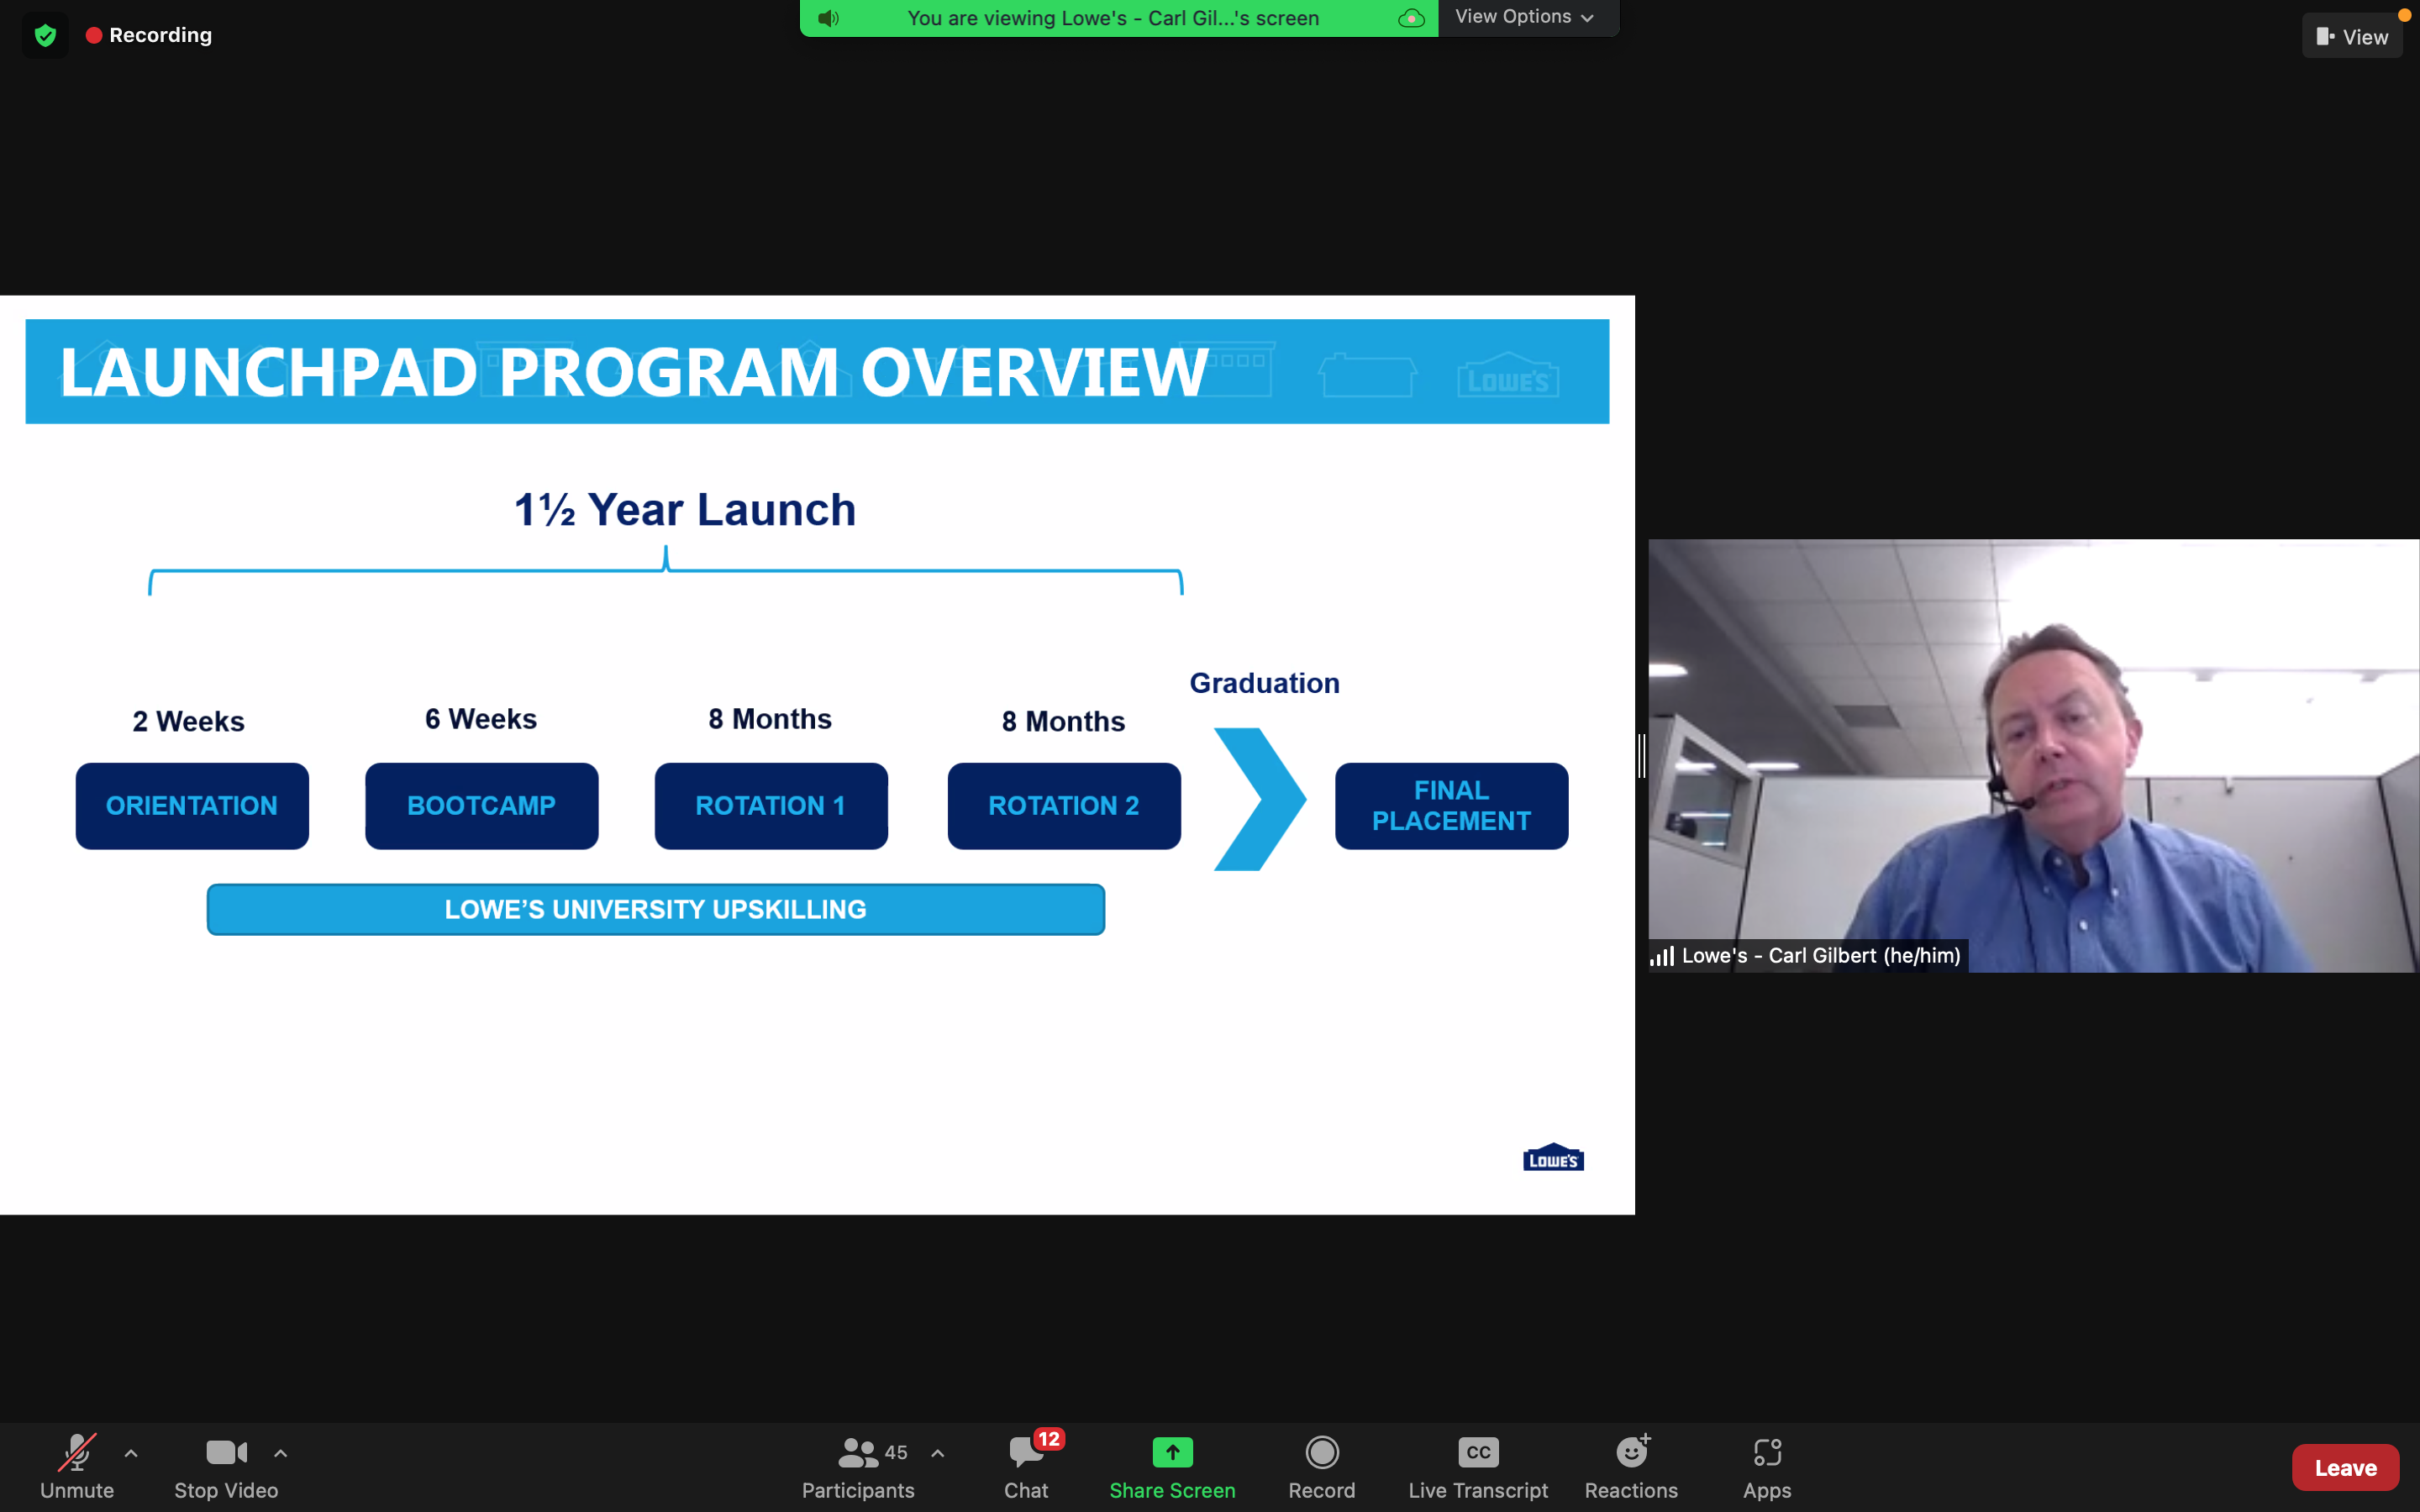 Recording
You are viewing Lowe's - Carl Gil...'s screen
View Options
View
LAUNCHPAD PROGRAM OVERVIEW
LOWE'S
1½ Year Launch
Graduation
2 Weeks
6 Weeks
8 Months
8 Months
ORIENTATION
BOOTCAMP
ROTATION 1
ROTATION 2
FINAL
PLACEMENT
LOWE’S UNIVERSITY UPSKILLING
LOWE'S
Lowe's - Carl Gilbert (he/him)
Unmute
Stop Video
45
Participants
12
Chat
Share Screen
Record
CC
Live Transcript
Reactions
Apps
Leave